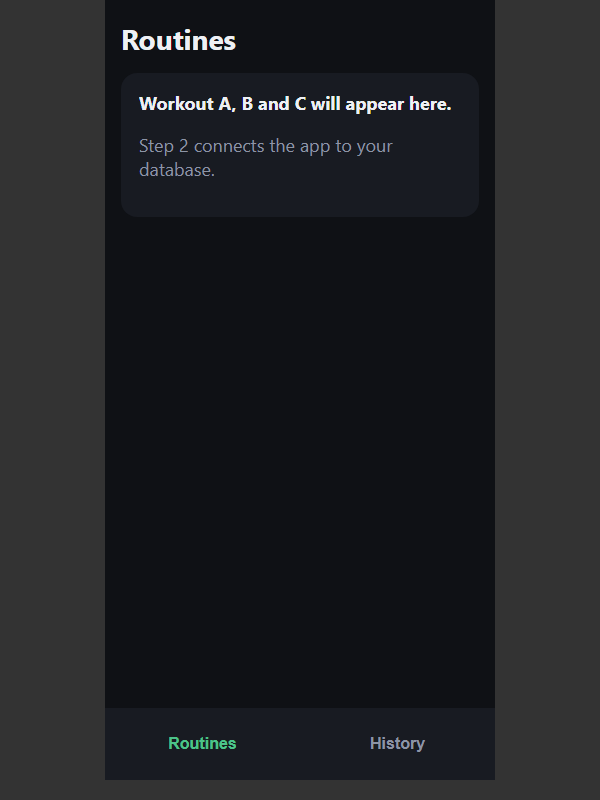 Routines
Workout A, B and C will appear here.
Step 2 connects the app to your
database.
Routines
History